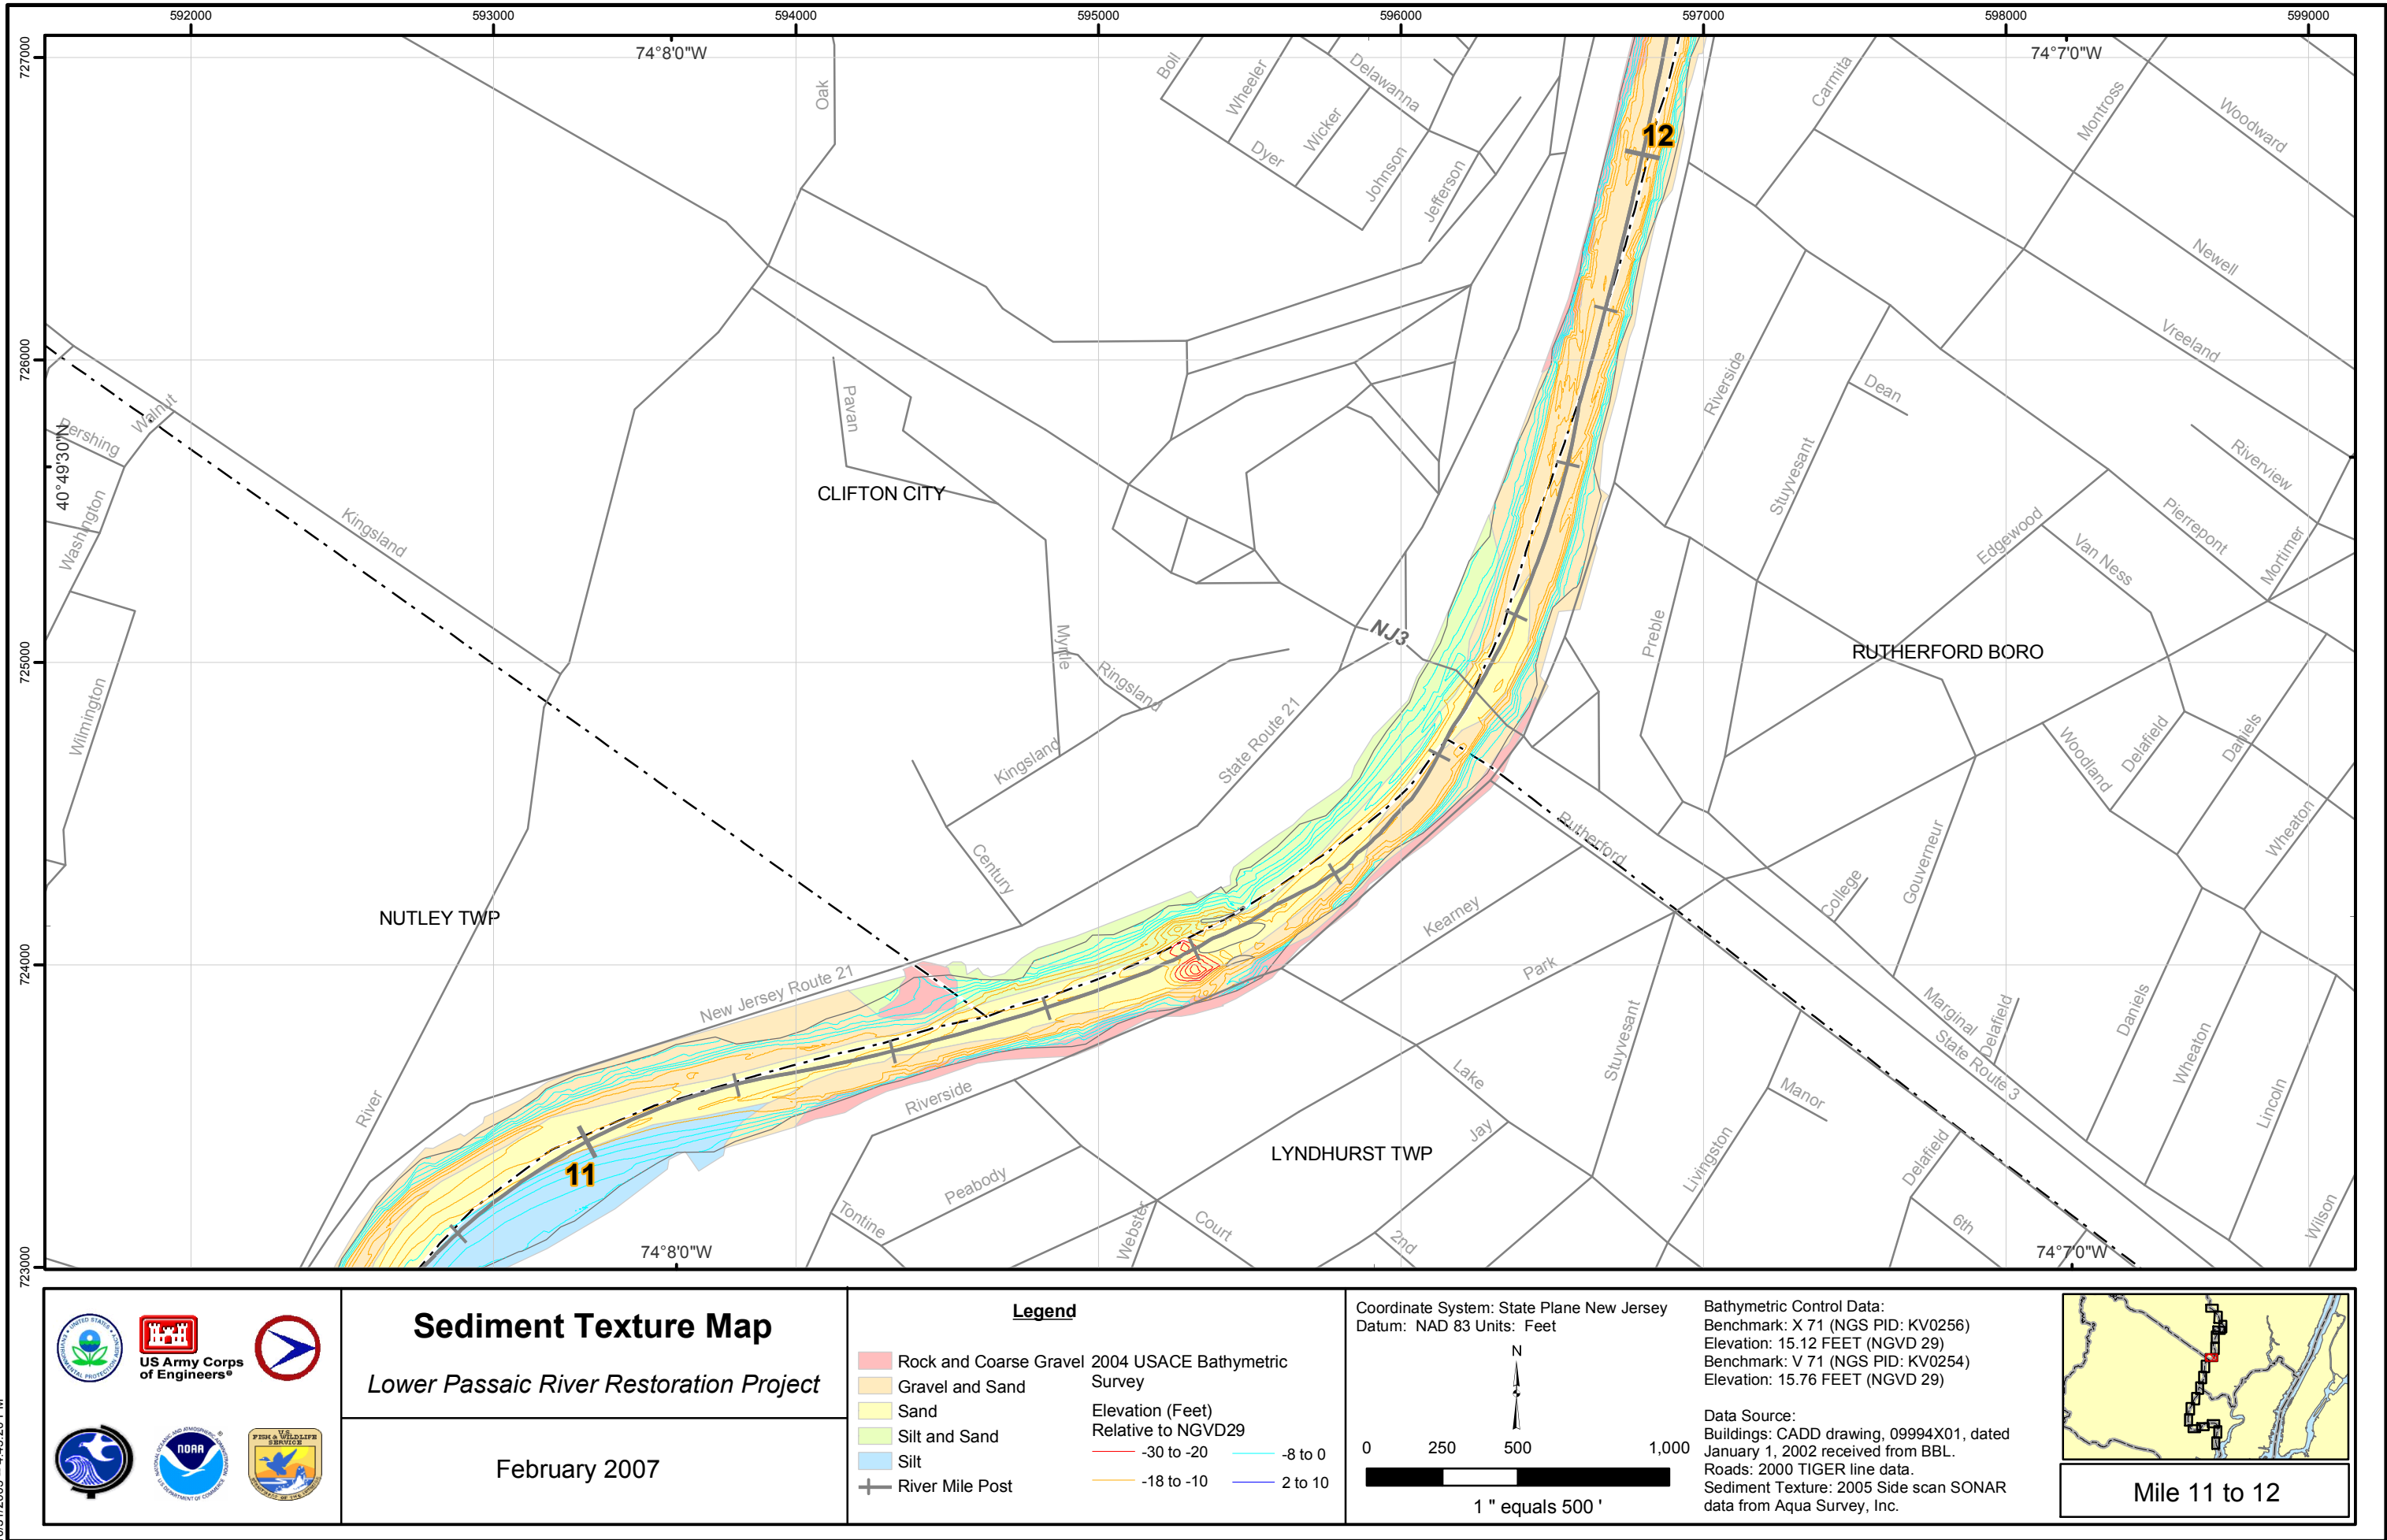 592000
593000
594000
595000
596000
597000
598000
599000
74°8'0"W
74°7'0"W
727000
726000
725000
724000
723000
40°49'30"N
Oak
Boll
Wheeler
Delawanna
Wicker
Dyer
Johnson
Jefferson
12
Carmita
Montross
Woodward
Newell
Vreeland
Riverside
Dean
Stuyvesant
Riverview
Pierrepont
Mortimer
Edgewood
Van Ness
Walnut
Pershing
Washington
Kingsland
Pavan
CLIFTON CITY
NJ3
Myrtle
Ringsland
Preble
RUTHERFORD BORO
Wilmington
Kingsland
State Route 21
Woodland
Delafield
Daniels
Wheaton
Rutherford
Century
College
Gouverneur
NUTLEY TWP
Kearney
Park
New Jersey Route 21
Stuyvesant
Marginal
Delafield
State Route 3
Daniels
Wheaton
Lincoln
River
Riverside
Lake
Manor
LYNDHURST TWP
Jay
11
Livingston
Delafield
Peabody
Tontine
Webster
Court
2nd
6th
Wilson
74°8'0"W
74°7'0"W
US Army Corps
of Engineers®
NOAA
U.S.
FISH & WILDLIFE
SERVICE
Sediment Texture Map
Lower Passaic River Restoration Project
February 2007
Legend
Rock and Coarse Gravel
Gravel and Sand
Sand
Silt and Sand
Silt
River Mile Post
2004 USACE Bathymetric
Survey
Elevation (Feet)
Relative to NGVD29
-30 to -20
-8 to 0
-18 to -10
2 to 10
Coordinate System: State Plane New Jersey
Datum: NAD 83 Units: Feet
N
0 250 500 1,000
1 " equals 500 '
Bathymetric Control Data:
Benchmark: X 71 (NGS PID: KV0256)
Elevation: 15.12 FEET (NGVD 29)
Benchmark: V 71 (NGS PID: KV0254)
Elevation: 15.76 FEET (NGVD 29)
Data Source:
Buildings: CADD drawing, 09994X01, dated
January 1, 2002 received from BBL.
Roads: 2000 TIGER line data.
Sediment Texture: 2005 Side scan SONAR
data from Aqua Survey, Inc.
Mile 11 to 12